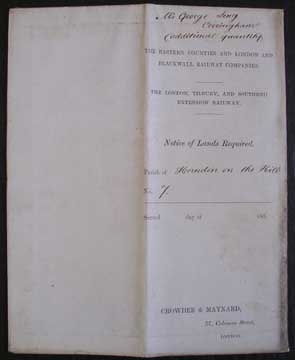 Mr George Long
Corringham
(additional quantity)
THE EASTERN COUNTIES AND LONDON AND
BLACKWALL RAILWAY COMPANIES.
THE LONDON, TILBURY, AND SOUTHEND
EXTENSION RAILWAY.
Notice of Lands Required.
Parish of Horndon on the Hill
No. 7.
Served day of 185
CROWDER & MAYNARD,
57, Coleman Street,
LONDON.